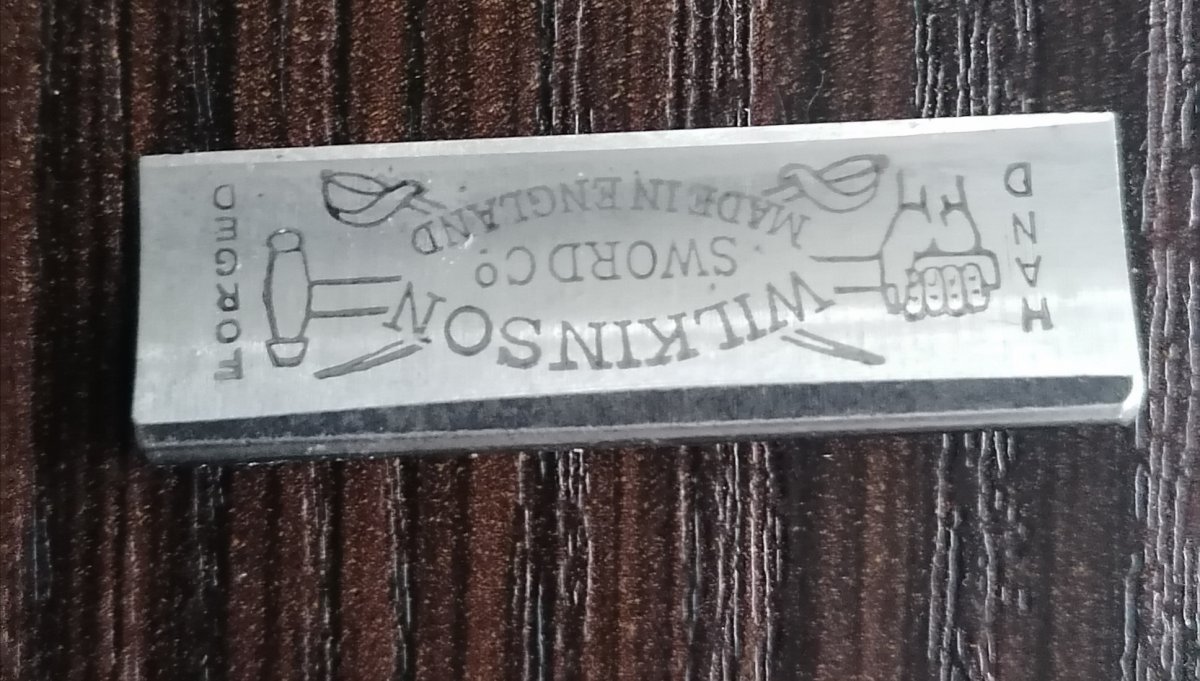 HAND
WILKINSON
SWORD Co.
MADE IN ENGLAND
FORGED